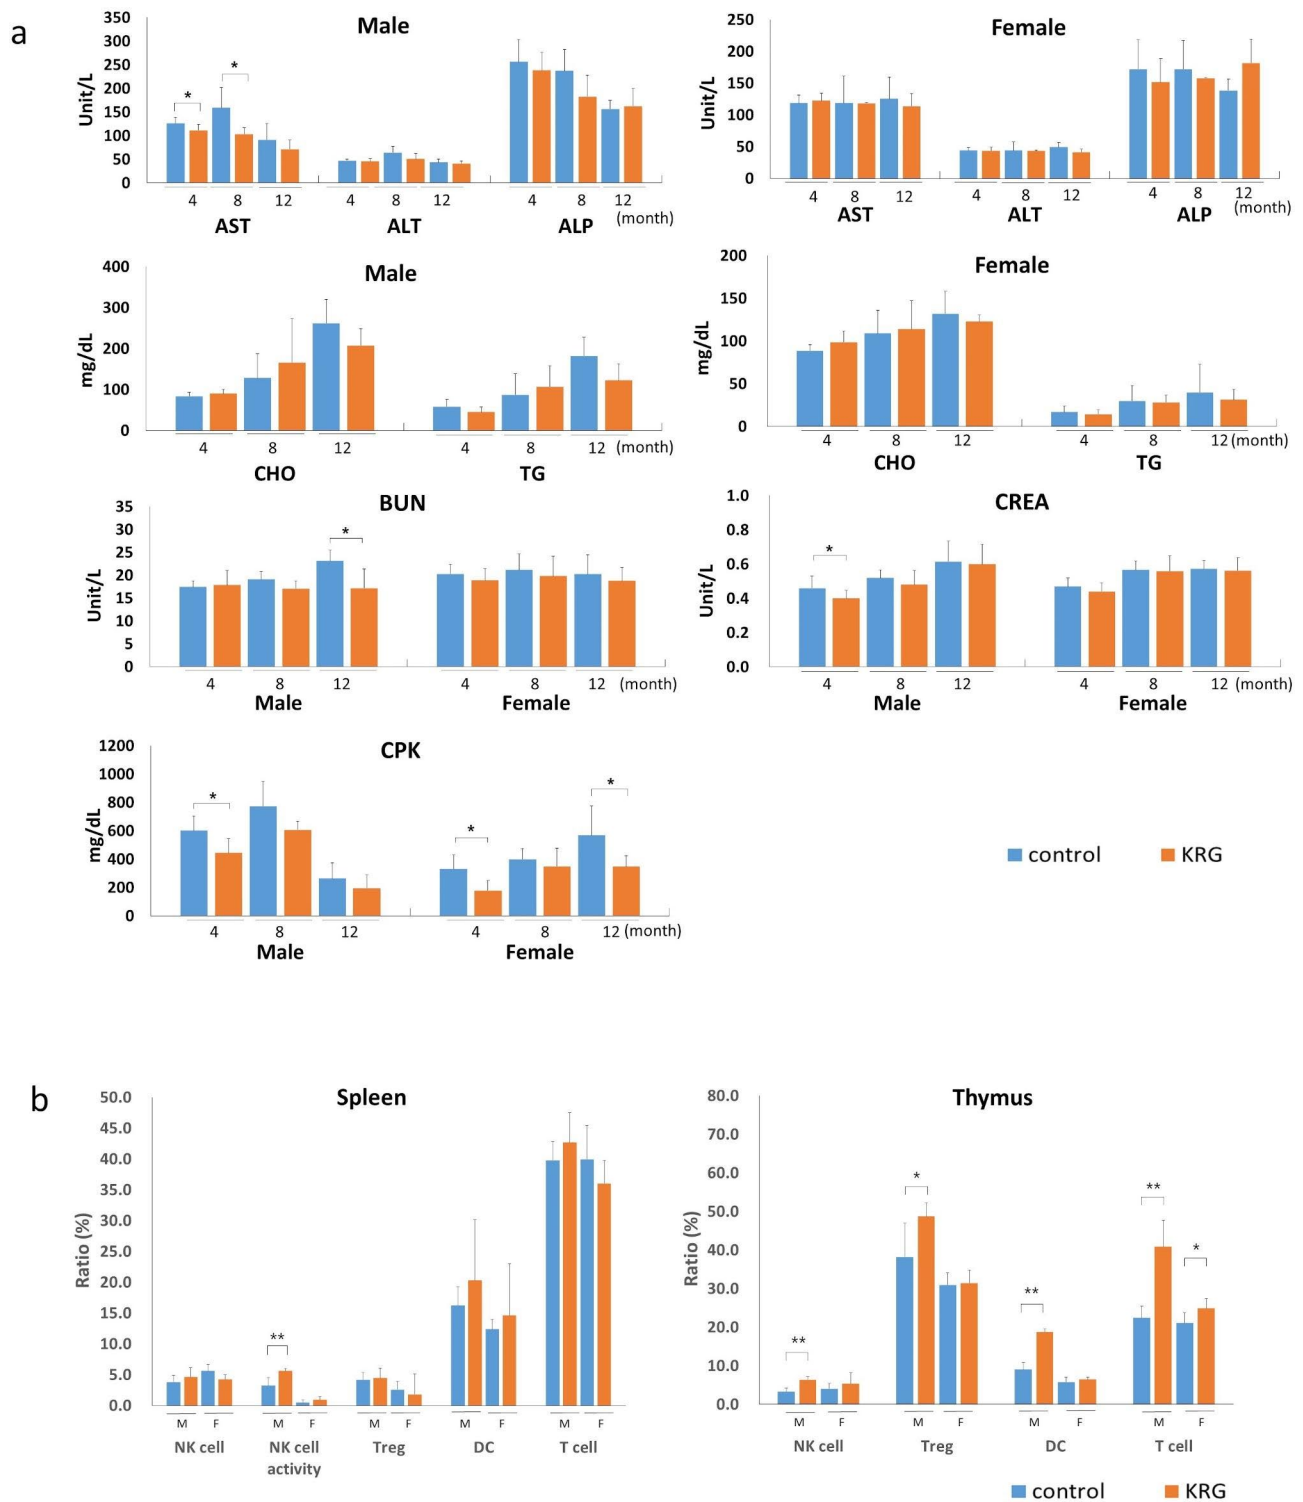 a
Male
Unit/L
350
300
250
200
150
100
50
0
* *
4 8 12 4 8 12 4 8 12
(month)
AST ALT ALP
Female
Unit/L
250
200
150
100
50
0
4 8 12 4 8 12 4 8 12
(month)
AST ALT ALP
Male
mg/dL
400
300
200
100
0
4 8 12 4 8 12 (month)
CHO TG
Female
mg/dL
200
150
100
50
0
4 8 12 4 8 12 (month)
CHO TG
BUN
Unit/L
35
30
25
20
15
10
5
0
*
4 8 12 4 8 12 (month)
Male Female
CREA
Unit/L
1.0
0.8
0.6
0.4
0.2
0.0
*
4 8 12 4 8 12 (month)
Male Female
CPK
mg/dL
1200
1000
800
600
400
200
0
* * *
4 8 12 4 8 12 (month)
Male Female
control KRG
b
Spleen
Ratio (%)
50.0
45.0
40.0
35.0
30.0
25.0
20.0
15.0
10.0
5.0
0.0
**
M F M F M F M F M F
NK cell NK cell Treg DC T cell
activity
Thymus
Ratio (%)
80.0
70.0
60.0
50.0
40.0
30.0
20.0
10.0
0.0
** * ** ** *
M F M F M F M F
NK cell Treg DC T cell
control KRG